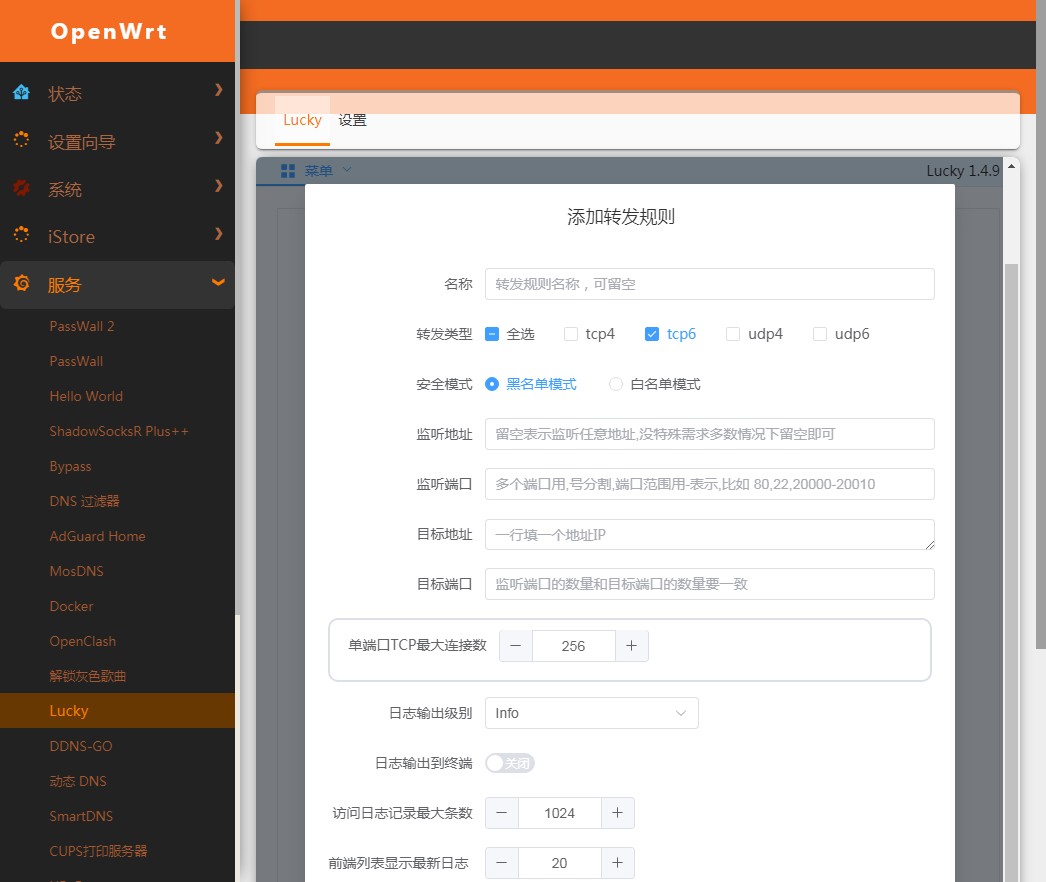 OpenWrt
状态
设置向导
系统
iStore
服务
PassWall 2
PassWall
Hello World
ShadowSocksR Plus++
Bypass
DNS 过滤器
AdGuard Home
MosDNS
Docker
OpenClash
解锁灰色歌曲
Lucky
DDNS-GO
动态 DNS
SmartDNS
CUPS打印服务器
Lucky 设置
菜单 Lucky 1.4.9
添加转发规则
名称 转发规则名称，可留空
转发类型 全选 tcp4 tcp6 udp4 udp6
安全模式 黑名单模式 白名单模式
监听地址 留空表示监听任意地址,没特殊需求多数情况下留空即可
监听端口 多个端口用,号分割,端口范围用-表示,比如 80,22,20000-20010
目标地址 一行填一个地址IP
目标端口 监听端口的数量和目标端口的数量要一致
单端口TCP最大连接数 256
日志输出级别 Info
日志输出到终端 关闭
访问日志记录最大条数 1024
前端列表显示最新日志 20